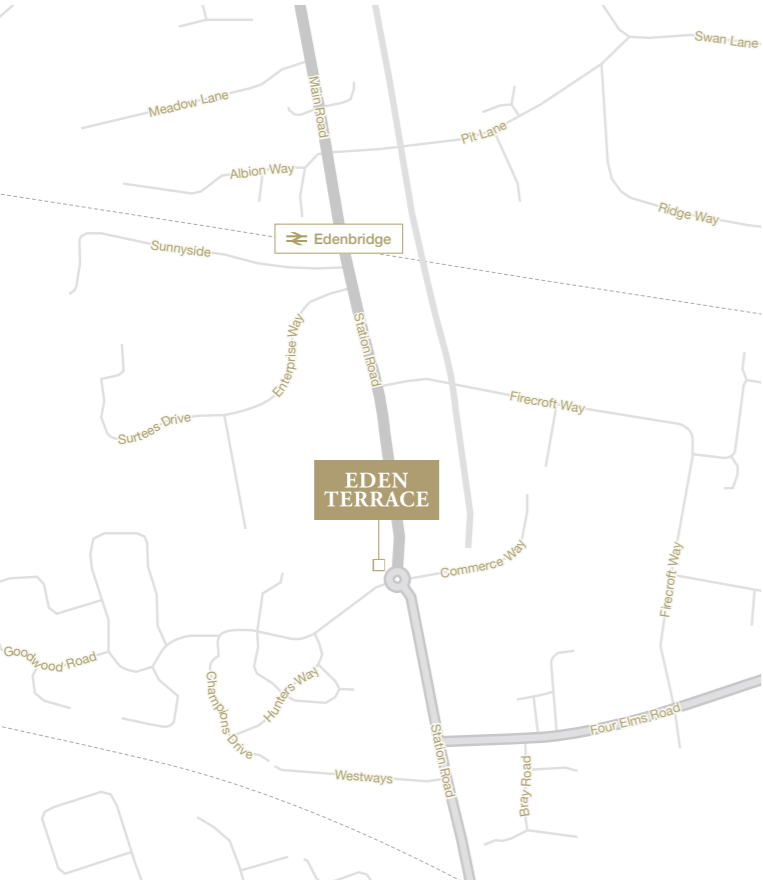 Swan Lane
Meadow Lane
Main Road
Pit Lane
Albion Way
Ridge Way
Edenbridge
Sunnyside
Enterprise Way
Station Road
Firecroft Way
Surtees Drive
EDEN
TERRACE
Commerce Way
Firecroft Way
Goodwood Road
Hunters Way
Champions Drive
Four Elms Road
Station Road
Westways
Bray Road